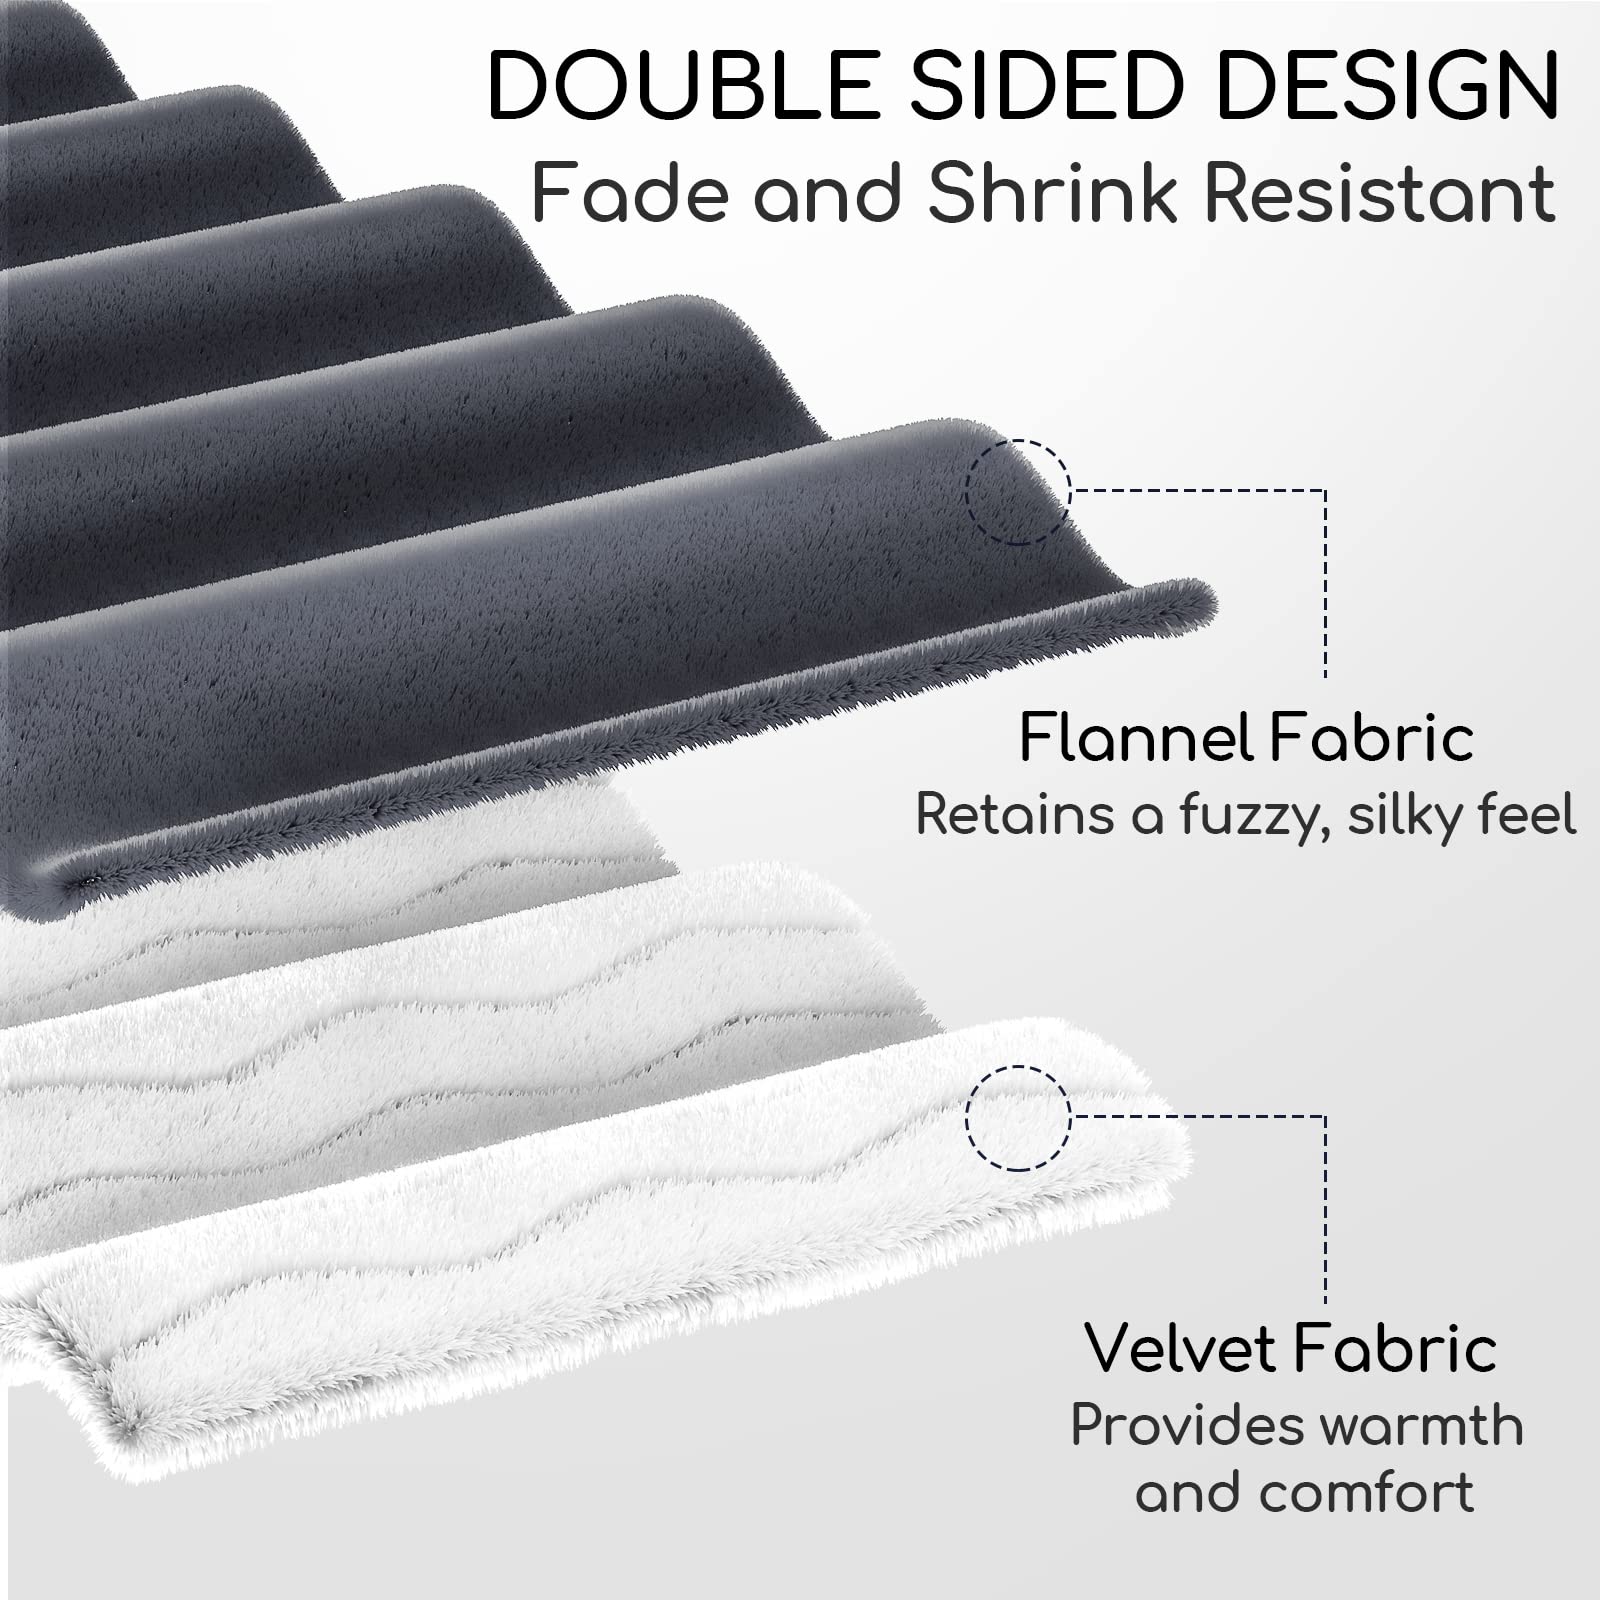 DOUBLE SIDED DESIGN
Fade and Shrink Resistant
Flannel Fabric
Retains a fuzzy, silky feel
Velvet Fabric
Provides warmth
and comfort